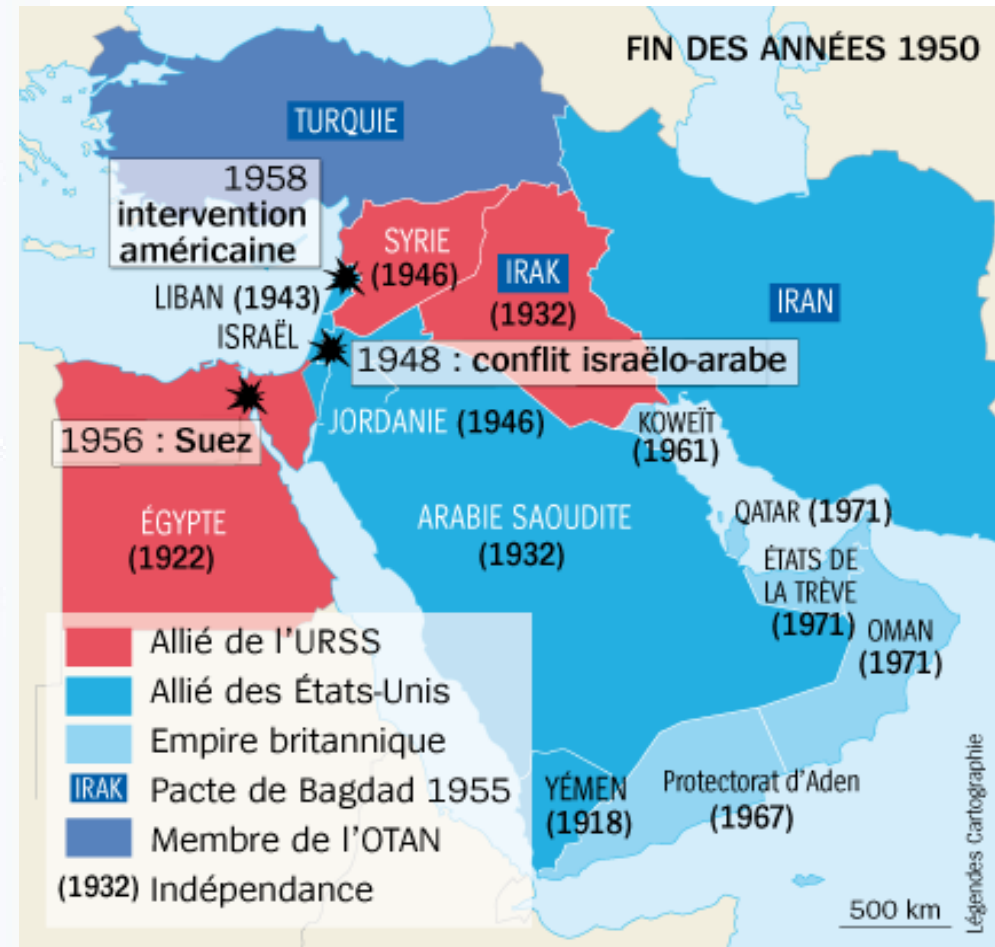 FIN DES ANNÉES 1950
TURQUIE
1958
intervention
américaine
SYRIE
(1946)
IRAK
(1932)
IRAN
LIBAN (1943)
ISRAËL
1948 : conflit israëlo-arabe
JORDANIE (1946)
KOWEÏT
(1961)
1956 : Suez
ÉGYPTE
(1922)
ARABIE SAOUDITE
(1932)
QATAR (1971)
ÉTATS DE
LA TRÈVE
(1971)
OMAN
(1971)
YÉMEN
(1918)
Protectorat d'Aden
(1967)
Allié de l'URSS
Allié des États-Unis
Empire britannique
IRAK Pacte de Bagdad 1955
Membre de l'OTAN
(1932) Indépendance
500 km
Légendes Cartographie